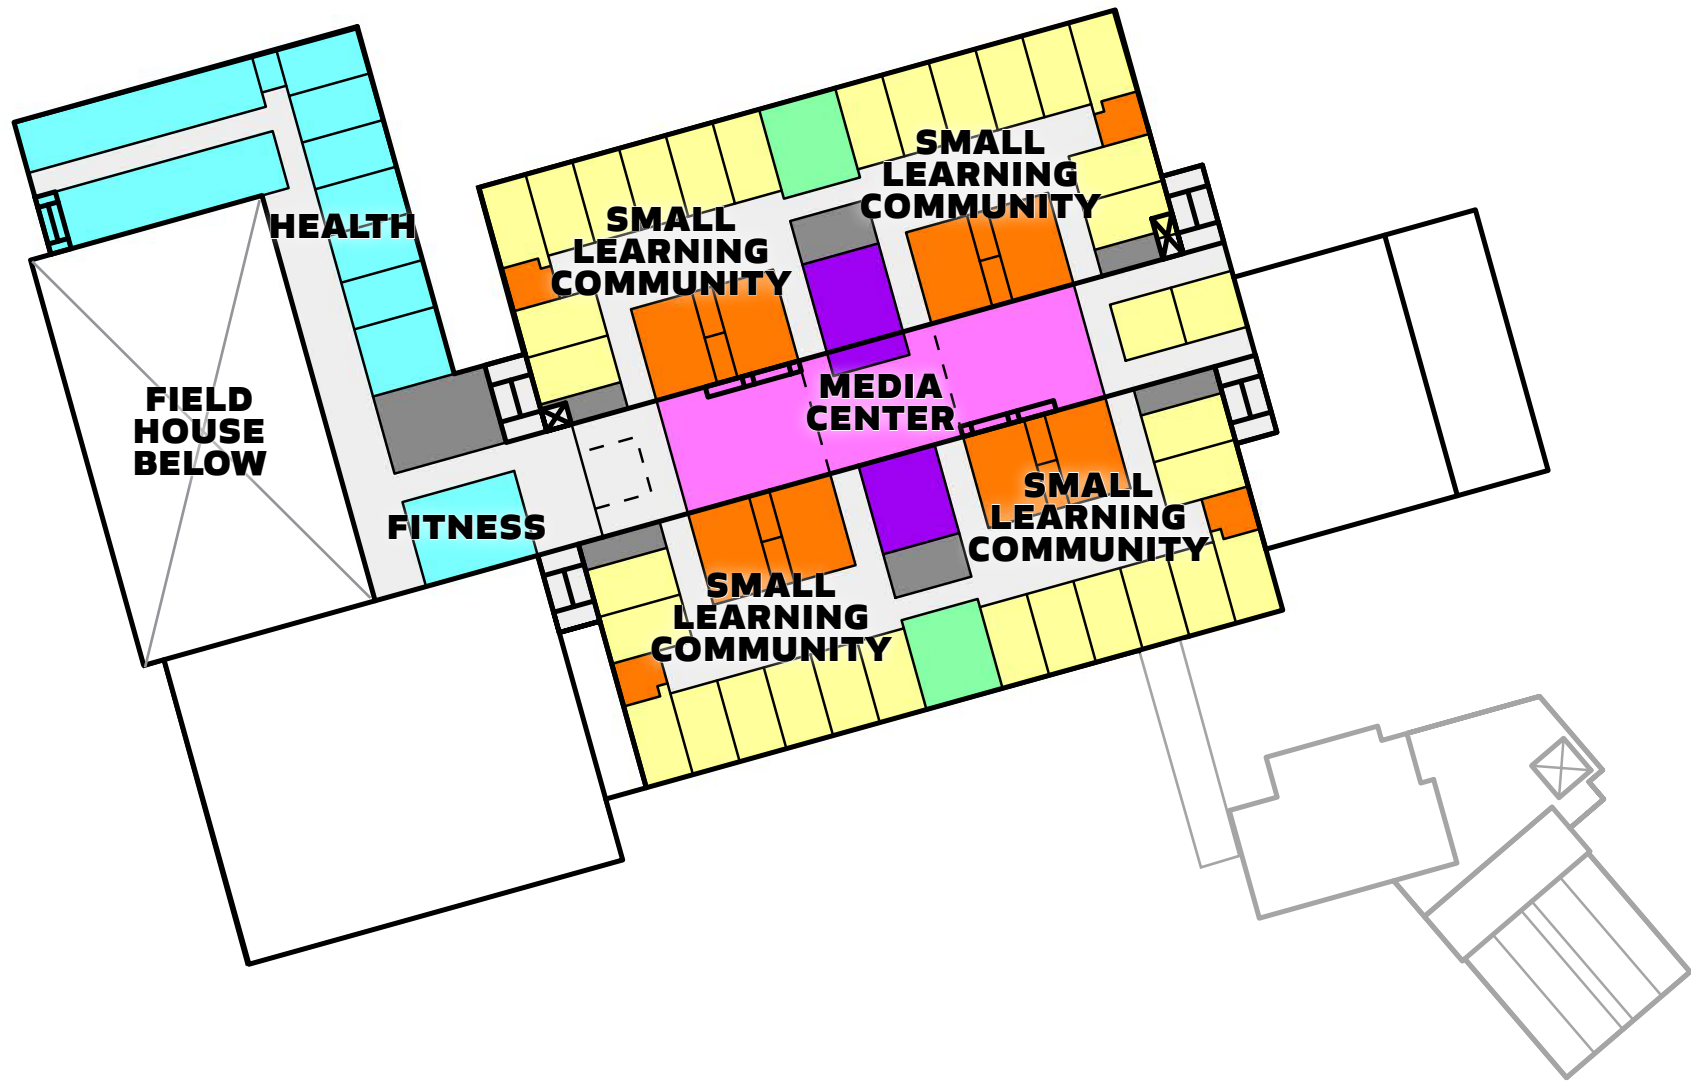 SMALL
LEARNING
COMMUNITY
SMALL
LEARNING
COMMUNITY
HEALTH
FIELD
HOUSE
BELOW
MEDIA
CENTER
FITNESS
SMALL
LEARNING
COMMUNITY
SMALL
LEARNING
COMMUNITY